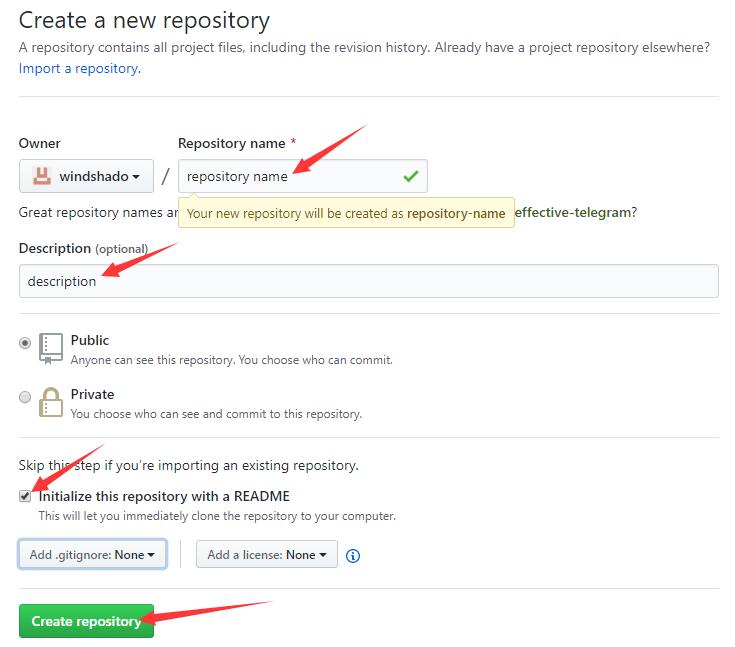 Create a new repository
A repository contains all project files, including the revision history. Already have a project repository elsewhere?
Import a repository.
Owner
Repository name *
windshado / repository name
Great repository names ar
Your new repository will be created as repository-name
effective-telegram?
Description (optional)
description
Public
Anyone can see this repository. You choose who can commit.
Private
You choose who can see and commit to this repository.
Skip this step if you’re importing an existing repository.
Initialize this repository with a README
This will let you immediately clone the repository to your computer.
Add .gitignore: None
Add a license: None
Create repository